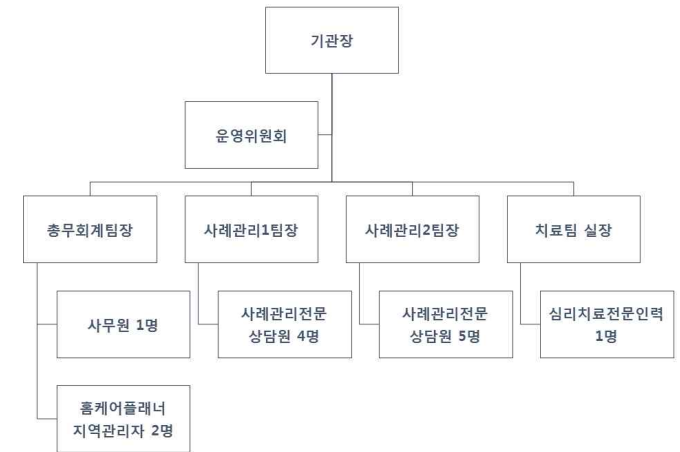 기관장
운영위원회
총무회계팀장
사례관리1팀장
사례관리2팀장
치료팀 실장
사무원 1명
사례관리전문
상담원 4명
사례관리전문
상담원 5명
심리치료전문인력
1명
홈케어플래너
지역관리자 2명